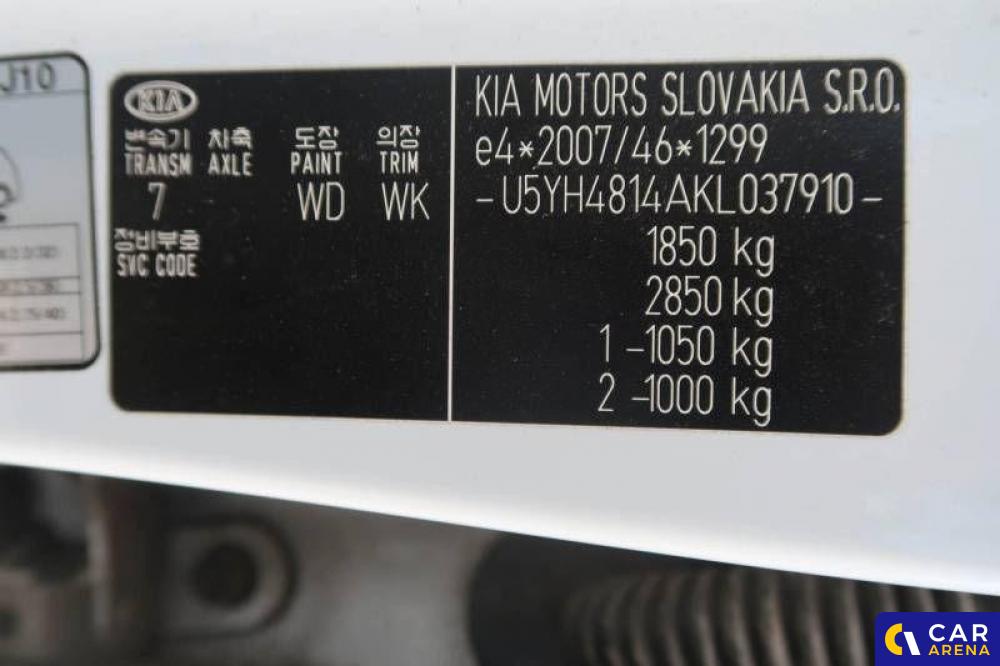 J10
KIA
변속기 차축 도장 의장
TRANSM AXLE PAINT TRIM
7 WD WK
정비부호
SVC CODE
KIA MOTORS SLOVAKIA S.R.O.
e4*2007/46*1299
-U5YH4814AKL037910-
1850 kg
2850 kg
1 -1050 kg
2 -1000 kg
CAR
ARENA